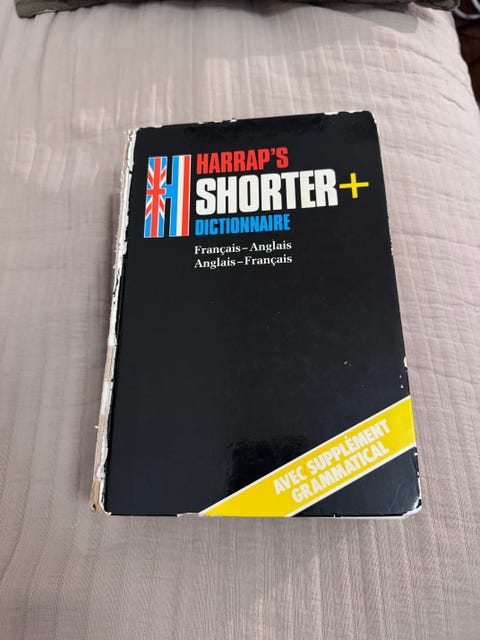 HARRAP'S
SHORTER+
DICTIONNAIRE
Français–Anglais
Anglais–Français
AVEC SUPPLÉMENT
GRAMMATICAL